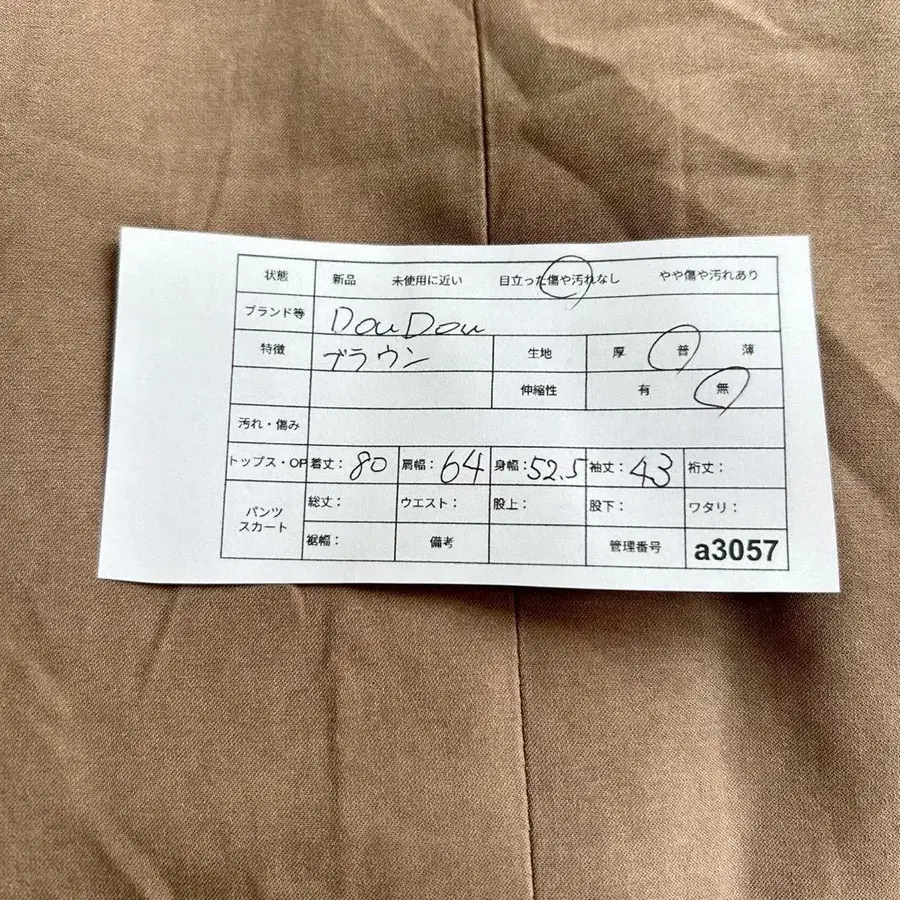 状態 新品 未使用に近い 目立った傷や汚れなし やや傷や汚れあり
ブランド等 DouDou
特徴 ブラウン 生地 厚 普 薄
伸縮性 有 無
汚れ・傷み
トップス・OP 着丈: 80 肩幅: 64 身幅: 52.5 袖丈: 43 裄丈:
パンツ スカート 総丈: ウエスト: 股上: 股下: ワタリ:
裾幅: 備考 管理番号 a3057